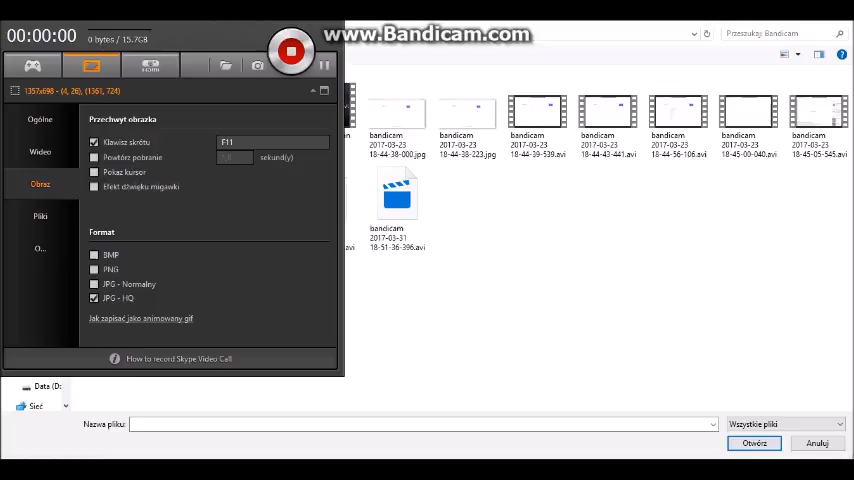 www.Bandicam.com
00:00:00
0 bytes / 15.7GB
1357x698 - (4, 26), (1361, 724)
Ogólne
Wideo
Obraz
Pliki
O...
Przechwyt obrazka
Klawisz skrótu
F11
Powtórz pobranie
1,0
sekund(y)
Pokaż kursor
Efekt dźwięku migawki
Format
BMP
PNG
JPG - Normalny
JPG - HQ
Jak zapisać jako animowany gif
How to record Skype Video Call
Przeszukaj Bandicam
bandicam
2017-03-23
18-44-38-000.jpg
bandicam
2017-03-23
18-44-38-223.jpg
bandicam
2017-03-23
18-44-39-539.avi
bandicam
2017-03-23
18-44-43-441.avi
bandicam
2017-03-23
18-44-56-106.avi
bandicam
2017-03-23
18-45-00-040.avi
bandicam
2017-03-23
18-45-05-545.avi
bandicam
2017-03-31
18-51-36-396.avi
Data (D:
Sieć
Nazwa pliku:
Wszystkie pliki
Otwórz
Anuluj